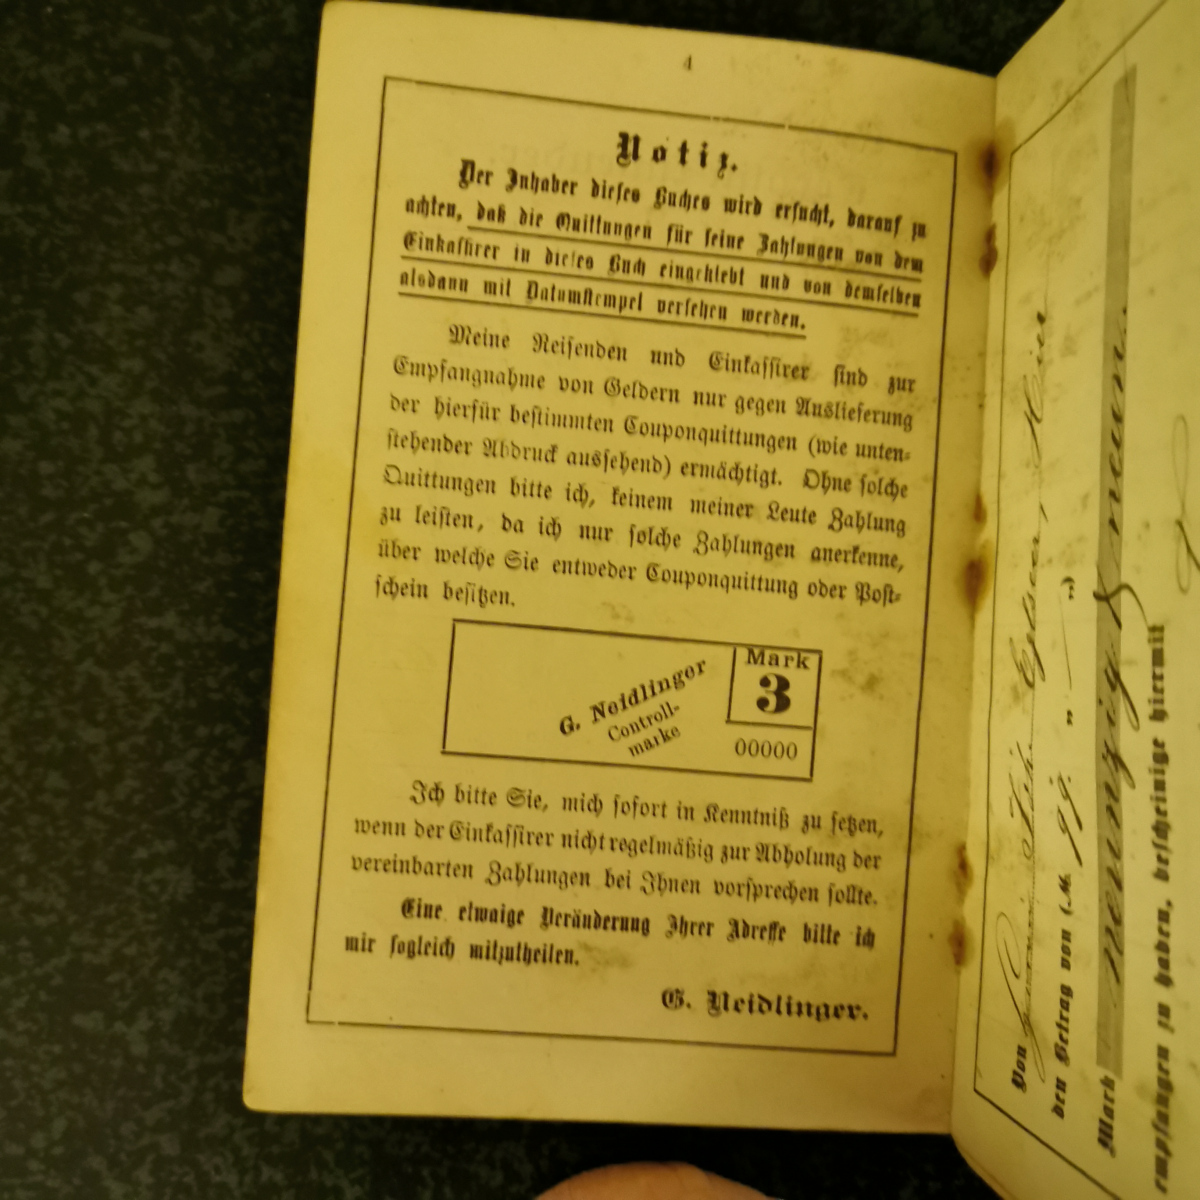 4
Notiz.
Der Inhaber dieses Buches wird ersucht, darauf zu
achten, daß die Quittungen für seine Zahlungen von dem
Einkassirer in dieses Buch eingeklebt und von demselben
alsdann mit Datumstempel versehen werden.
Meine Reisenden und Einkassirer sind zur
Empfangnahme von Geldern nur gegen Auslieferung
der hierfür bestimmten Couponquittungen (wie unten-
stehender Abdruck aussehend) ermächtigt. Ohne solche
Quittungen bitte ich, keinem meiner Leute Zahlung
zu leisten, da ich nur solche Zahlungen anerkenne,
über welche Sie entweder Couponquittung oder Post-
schein besitzen.
G. Neidlinger
Controll-
marke
Mark
3
00000
Ich bitte Sie, mich sofort in Kenntniß zu setzen,
wenn der Einkassirer nicht regelmäßig zur Abholung der
vereinbarten Zahlungen bei Ihnen vorsprechen sollte.
Eine etwaige Veränderung Ihrer Adresse bitte ich
mir sogleich mitzutheilen.
G. Neidlinger.
Von
den Betrag von (M. 99. „ — „)
Mark neunzig & neun
empfangen zu haben, bescheinige hiermit